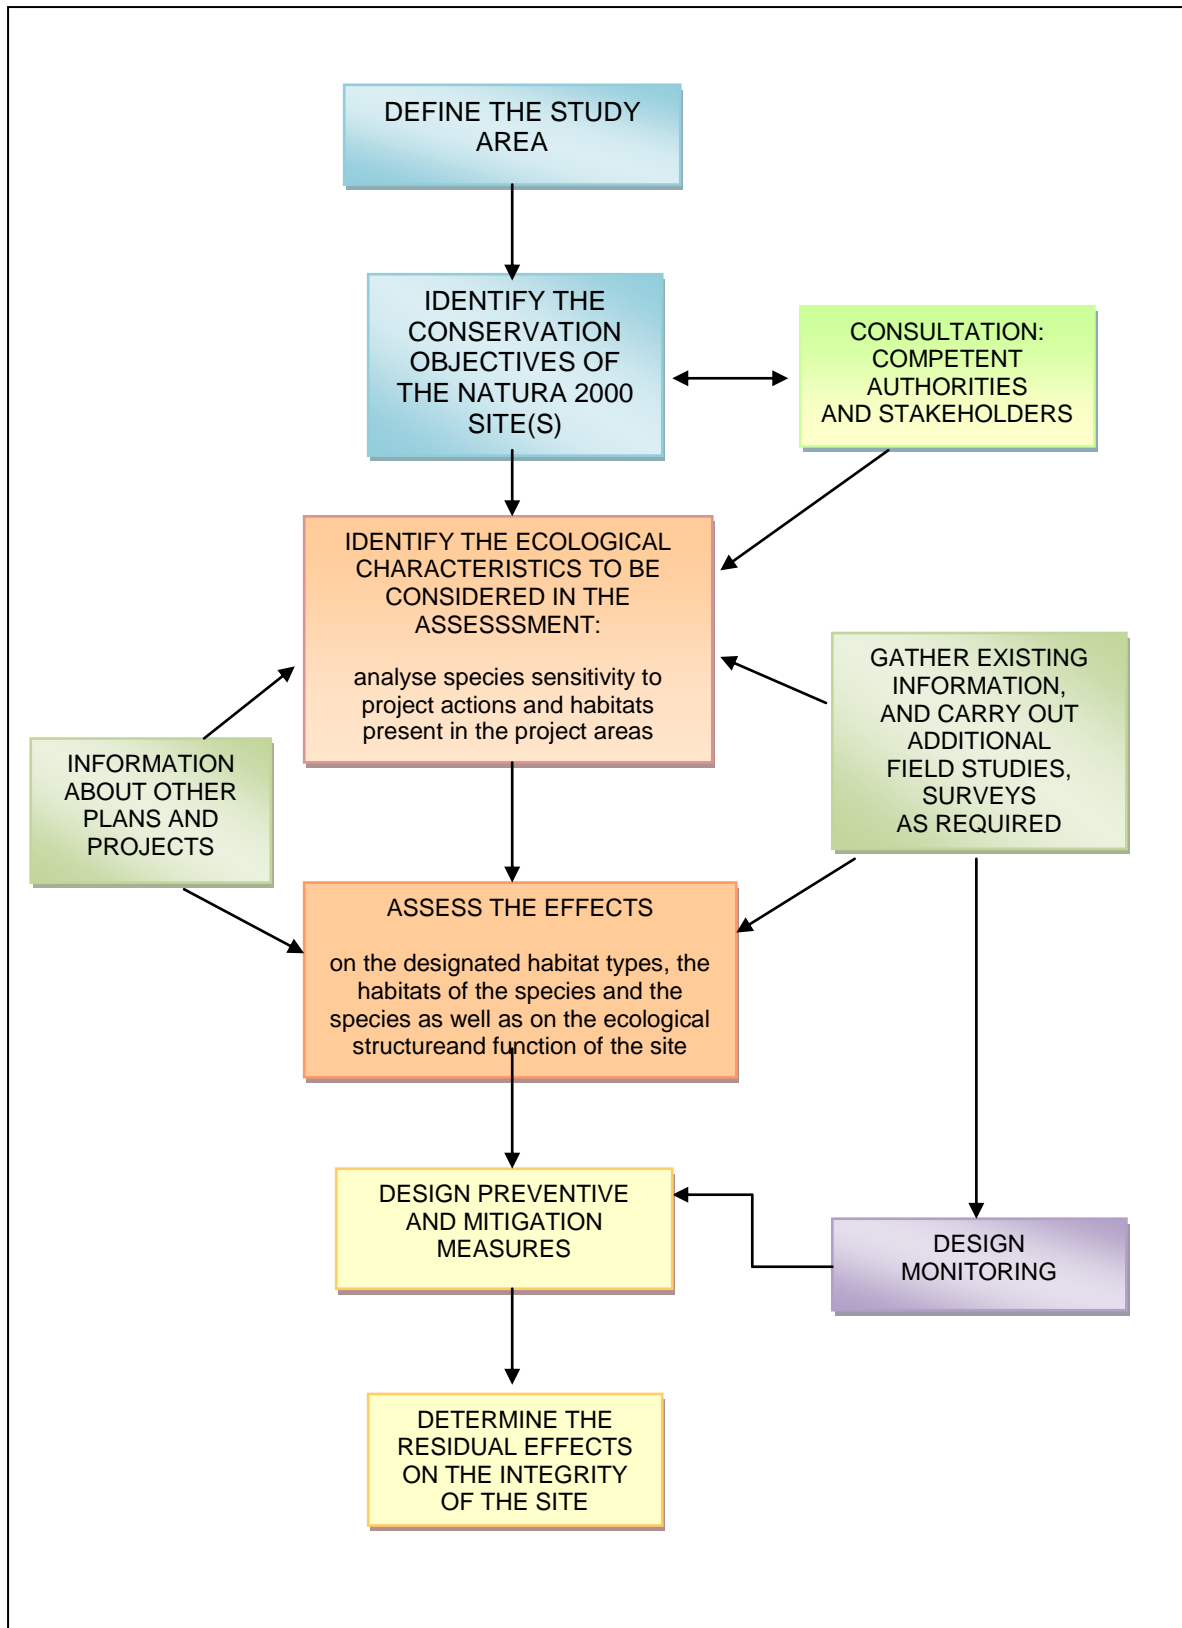 DEFINE THE STUDY
AREA
IDENTIFY THE
CONSERVATION
OBJECTIVES OF
THE NATURA 2000
SITE(S)
CONSULTATION:
COMPETENT
AUTHORITIES
AND STAKEHOLDERS
IDENTIFY THE ECOLOGICAL
CHARACTERISTICS TO BE
CONSIDERED IN THE
ASSESSSMENT:
analyse species sensitivity to
project actions and habitats
present in the project areas
GATHER EXISTING
INFORMATION,
AND CARRY OUT
ADDITIONAL
FIELD STUDIES,
SURVEYS
AS REQUIRED
INFORMATION
ABOUT OTHER
PLANS AND
PROJECTS
ASSESS THE EFFECTS
on the designated habitat types, the
habitats of the species and the
species as well as on the ecological
structureand function of the site
DESIGN PREVENTIVE
AND MITIGATION
MEASURES
DESIGN
MONITORING
DETERMINE THE
RESIDUAL EFFECTS
ON THE INTEGRITY
OF THE SITE